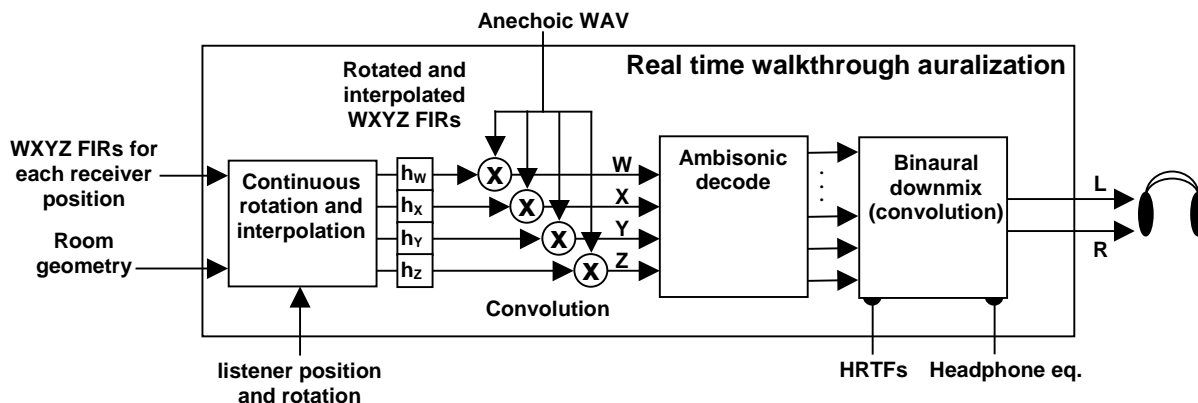 Anechoic WAV
Real time walkthrough auralization
Rotated and
interpolated
WXYZ FIRs
WXYZ FIRs for
each receiver
position
Room
geometry
Continuous
rotation and
interpolation
hW
hX
hY
hZ
X
X
X
X
Convolution
W
X
Y
Z
Ambisonic
decode
Binaural
downmix
(convolution)
L
R
listener position
and rotation
HRTFs
Headphone eq.